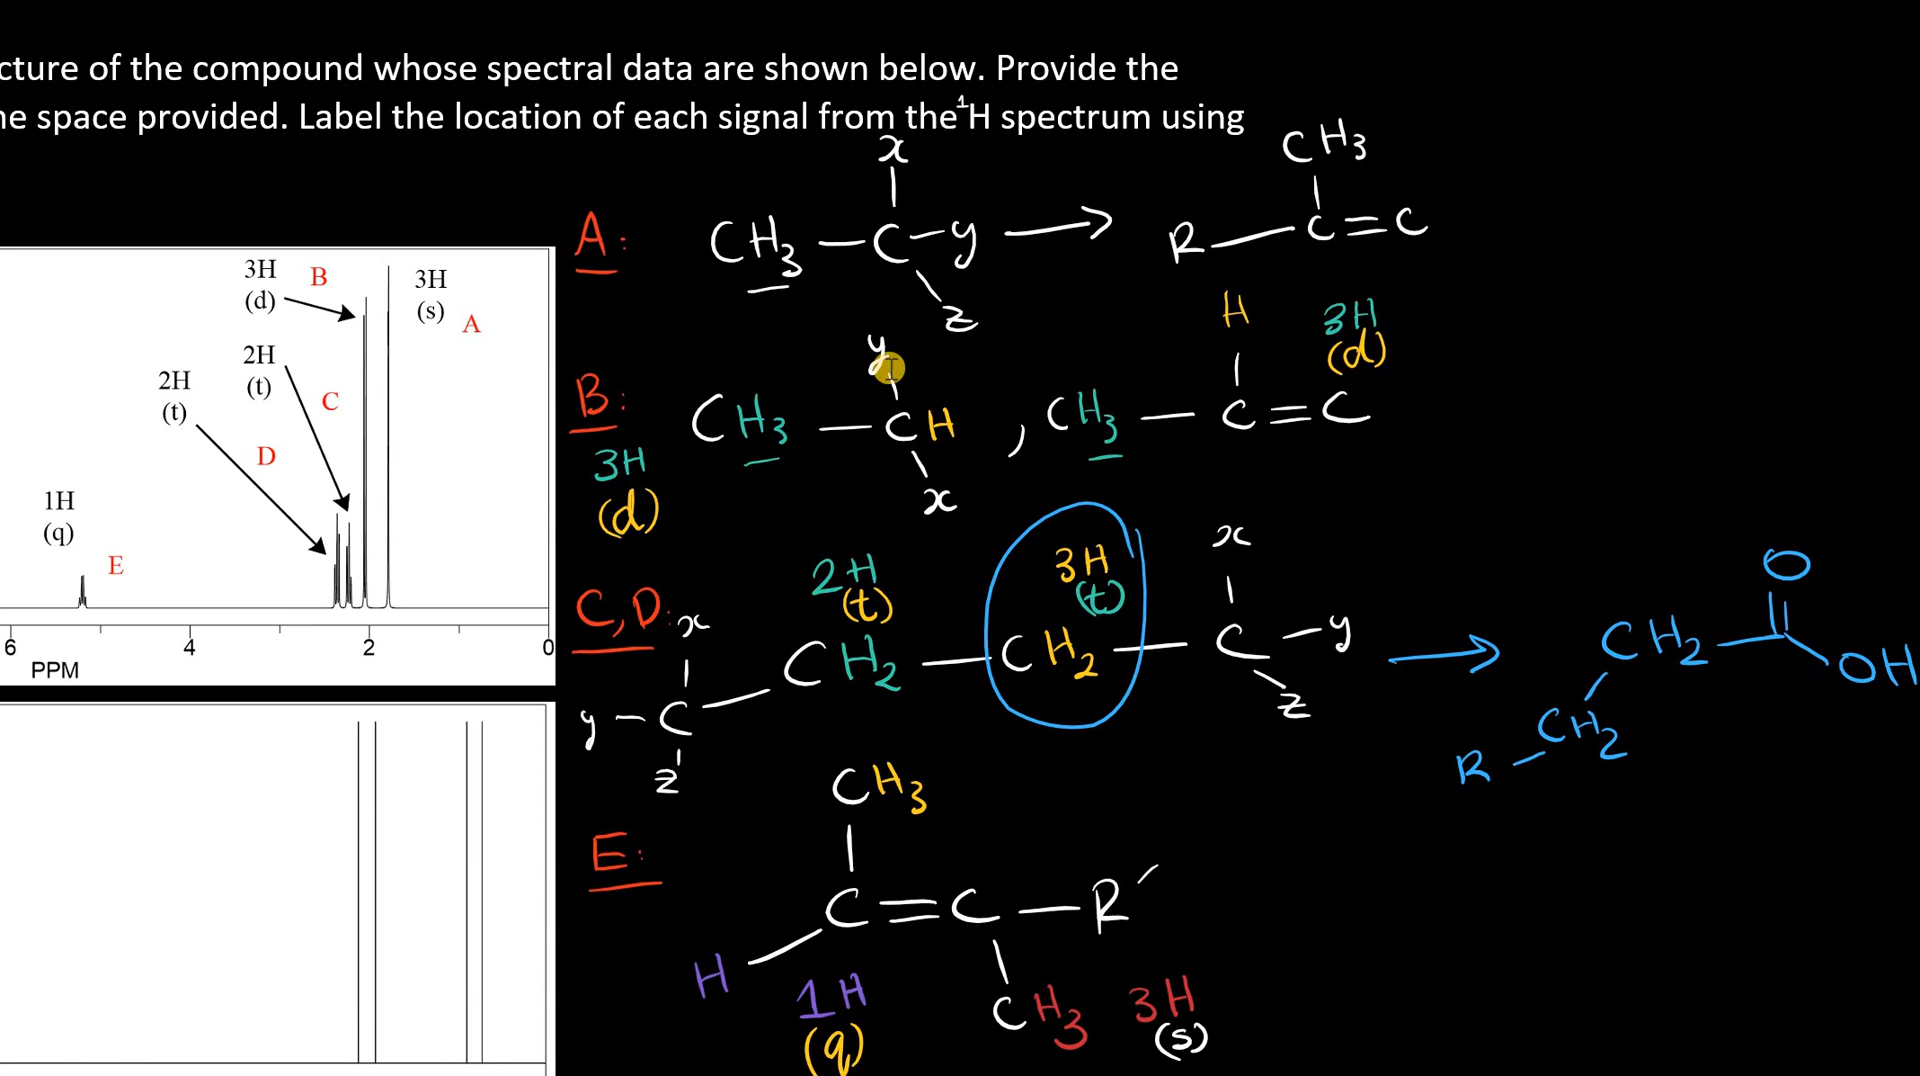 cture of the compound whose spectral data are shown below. Provide the
he space provided. Label the location of each signal from the ¹H spectrum using
3H
(d)
B
3H
(s)
A
2H
(t)
C
2H
(t)
D
1H
(q)
E
6 4 2 0
PPM
A:
x
CH3 — C — y
z
CH3
R — C = C
B:
3H
(d)
y
CH3 — CH
x
,
H
3H
(d)
CH3 — C = C
C,D:
2H
(t)
3H
(t)
x
x
CH2 — CH2 — C — y
z
y — C
z
O
CH2
OH
CH2
R
E:
CH3
C = C — R´
H
1H
(q)
CH3
3H
(s)